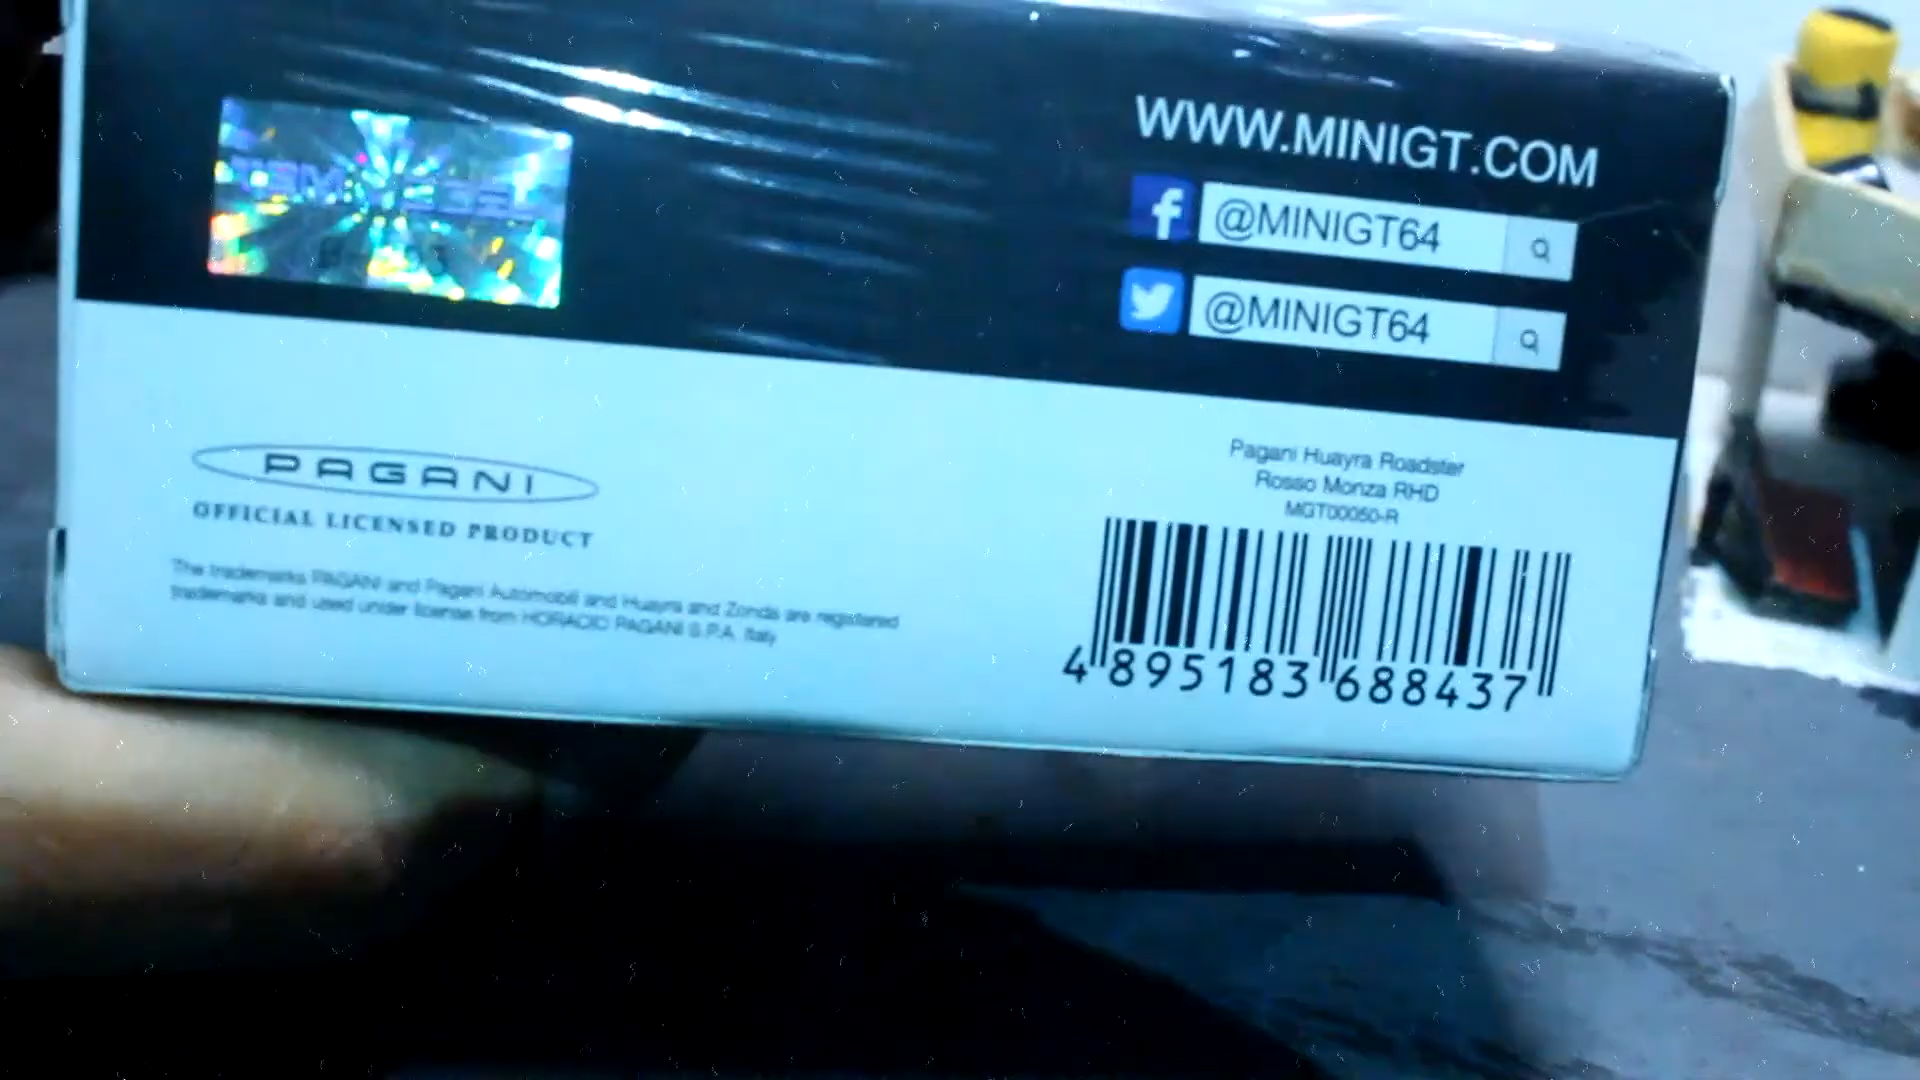 WWW.MINIGT.COM
@MINIGT64
@MINIGT64
PAGANI
OFFICIAL LICENSED PRODUCT
The trademarks PAGANI and Pagani Automobili and Huayra and Zonda are registered
trademarks and used under license from HORACIO PAGANI S.P.A. Italy
Pagani Huayra Roadster
Rosso Monza RHD
MGT00050-R
4 895183 688437